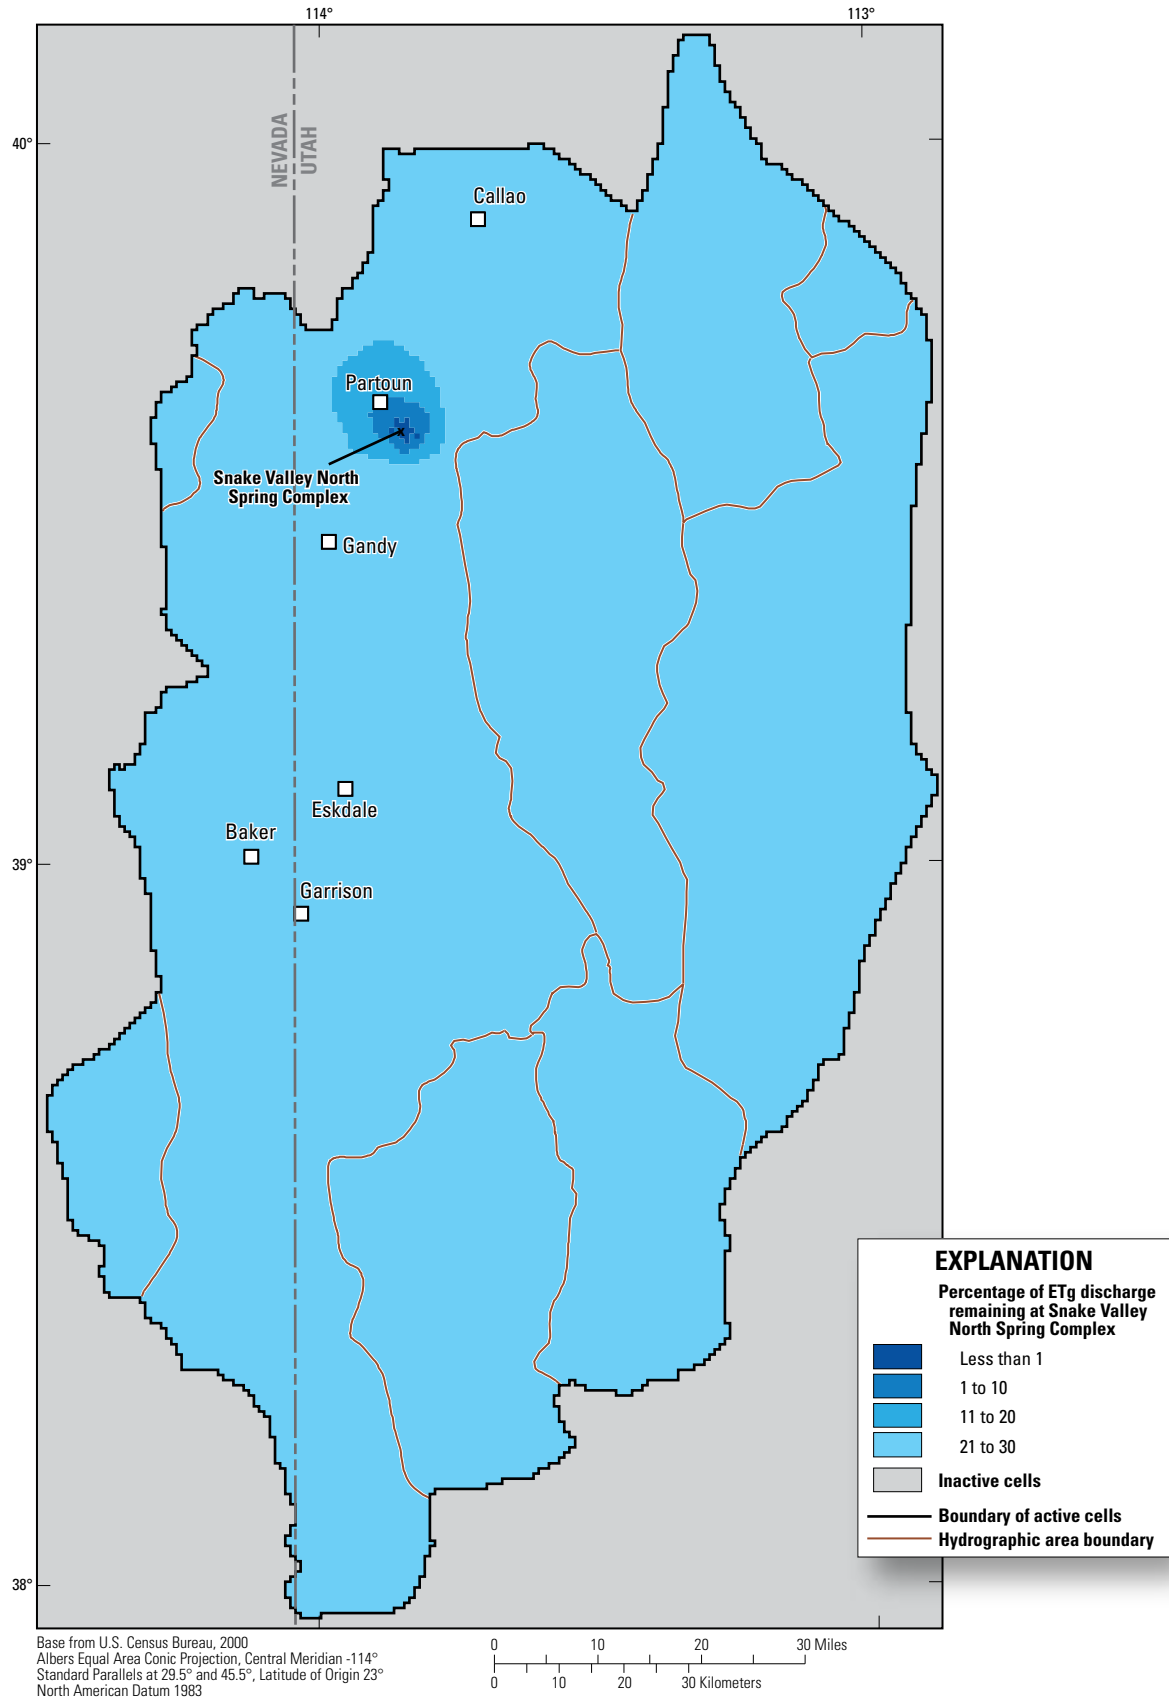 114°
113°
40°
NEVADA
UTAH
Callao
Partoun
Snake Valley North
Spring Complex
Gandy
Eskdale
Baker
39°
Garrison
EXPLANATION
Percentage of ETg discharge
remaining at Snake Valley
North Spring Complex
Less than 1
1 to 10
11 to 20
21 to 30
Inactive cells
Boundary of active cells
Hydrographic area boundary
38°
Base from U.S. Census Bureau, 2000
Albers Equal Area Conic Projection, Central Meridian -114°
Standard Parallels at 29.5° and 45.5°, Latitude of Origin 23°
North American Datum 1983
0 10 20 30 Miles
0 10 20 30 Kilometers